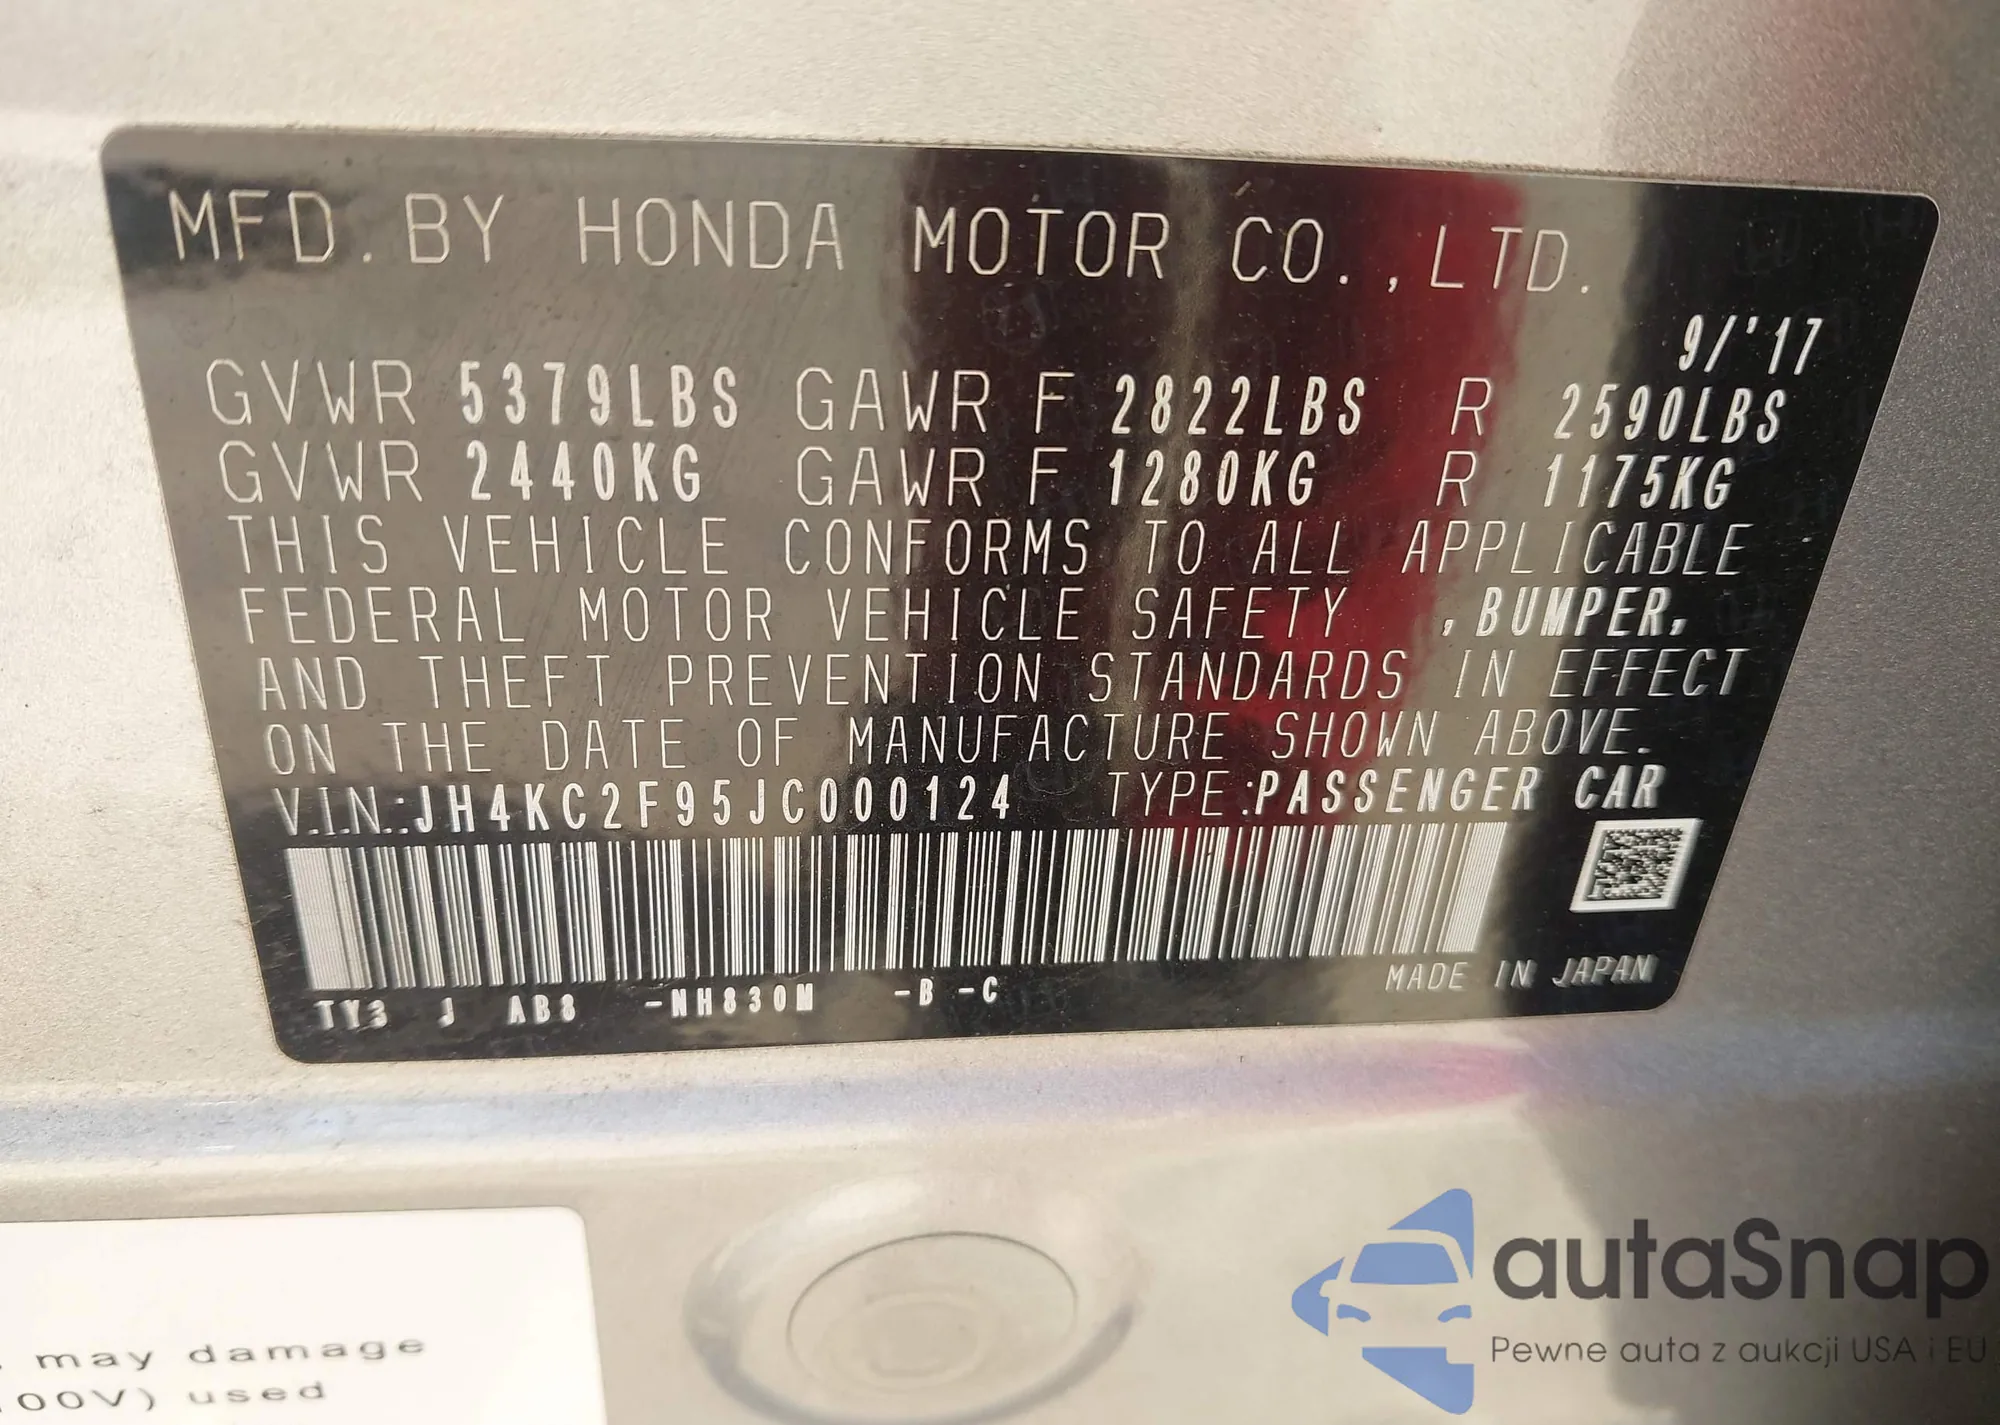 MFD. BY HONDA MOTOR CO., LTD.
9/'17
GVWR 5379LBS GAWR F 2822LBS R 2590LBS
GVWR 2440KG GAWR F 1280KG R 1175KG
THIS VEHICLE CONFORMS TO ALL APPLICABLE
FEDERAL MOTOR VEHICLE SAFETY ,BUMPER,
AND THEFT PREVENTION STANDARDS IN EFFECT
ON THE DATE OF MANUFACTURE SHOWN ABOVE.
V.I.N.:JH4KC2F95JC000124 TYPE:PASSENGER CAR
MADE IN JAPAN
TY3 J AB8 -NH830M -B -C
may damage
00V) used
autaSnap
Pewne auta z aukcji USA i EU